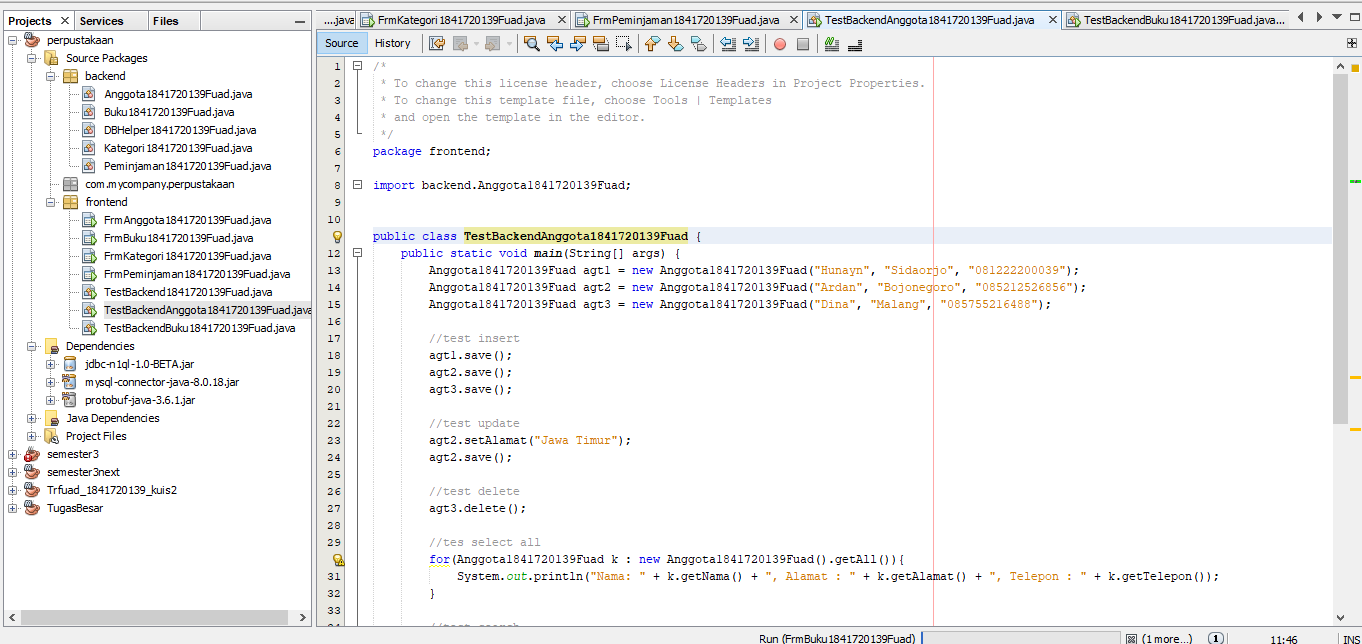 Projects × Services Files
perpustakaan
Source Packages
backend
Anggota1841720139Fuad.java
Buku1841720139Fuad.java
DBHelper1841720139Fuad.java
Kategori1841720139Fuad.java
Peminjaman1841720139Fuad.java
com.mycompany.perpustakaan
frontend
FrmAnggota1841720139Fuad.java
FrmBuku1841720139Fuad.java
FrmKategori1841720139Fuad.java
FrmPeminjaman1841720139Fuad.java
TestBackend1841720139Fuad.java
TestBackendAnggota1841720139Fuad.java
TestBackendBuku1841720139Fuad.java
Dependencies
jdbc-n1ql-1.0-BETA.jar
mysql-connector-java-8.0.18.jar
protobuf-java-3.6.1.jar
Java Dependencies
Project Files
semester3
semester3next
Trfuad_1841720139_kuis2
TugasBesar
....java FrmKategori1841720139Fuad.java × FrmPeminjaman1841720139Fuad.java × TestBackendAnggota1841720139Fuad.java × TestBackendBuku1841720139Fuad.java...
Source History
1 /*
2 * To change this license header, choose License Headers in Project Properties.
3 * To change this template file, choose Tools | Templates
4 * and open the template in the editor.
5 */
6 package frontend;
7
8 import backend.Anggota1841720139Fuad;
9
10
public class TestBackendAnggota1841720139Fuad {
12 public static void main(String[] args) {
13 Anggota1841720139Fuad agt1 = new Anggota1841720139Fuad("Hunayn", "Sidaorjo", "081222200039");
14 Anggota1841720139Fuad agt2 = new Anggota1841720139Fuad("Ardan", "Bojonegoro", "085212526856");
15 Anggota1841720139Fuad agt3 = new Anggota1841720139Fuad("Dina", "Malang", "085755216488");
16
17 //test insert
18 agt1.save();
19 agt2.save();
20 agt3.save();
21
22 //test update
23 agt2.setAlamat("Jawa Timur");
24 agt2.save();
25
26 //test delete
27 agt3.delete();
28
29 //tes select all
for(Anggota1841720139Fuad k : new Anggota1841720139Fuad().getAll()){
31 System.out.println("Nama: " + k.getNama() + ", Alamat : " + k.getAlamat() + ", Telepon : " + k.getTelepon());
32 }
33
Run (FrmBuku1841720139Fuad) (1 more...) 1 11:46 INS